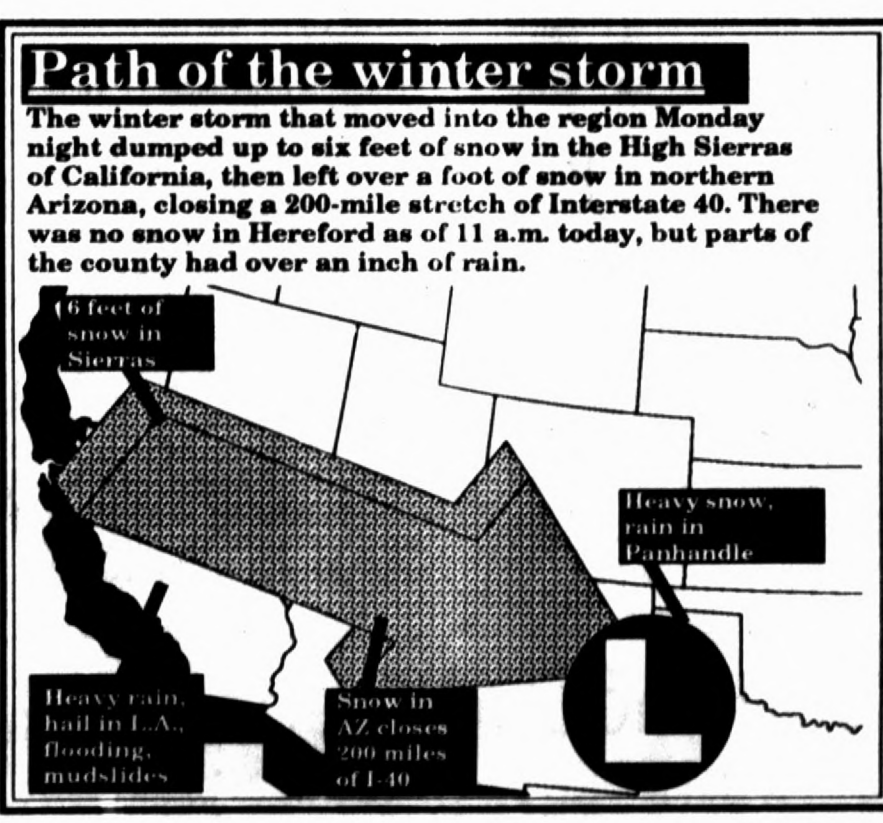 Path of the winter storm
The winter storm that moved into the region Monday
night dumped up to six feet of snow in the High Sierras
of California, then left over a foot of snow in northern
Arizona, closing a 200-mile stretch of Interstate 40. There
was no snow in Hereford as of 11 a.m. today, but parts of
the county had over an inch of rain.
6 feet of
snow in
Sierras
Heavy snow,
rain in
Panhandle
L
Heavy rain,
hail in L.A.,
flooding,
mudslides
Snow in
AZ closes
200 miles
of I-40